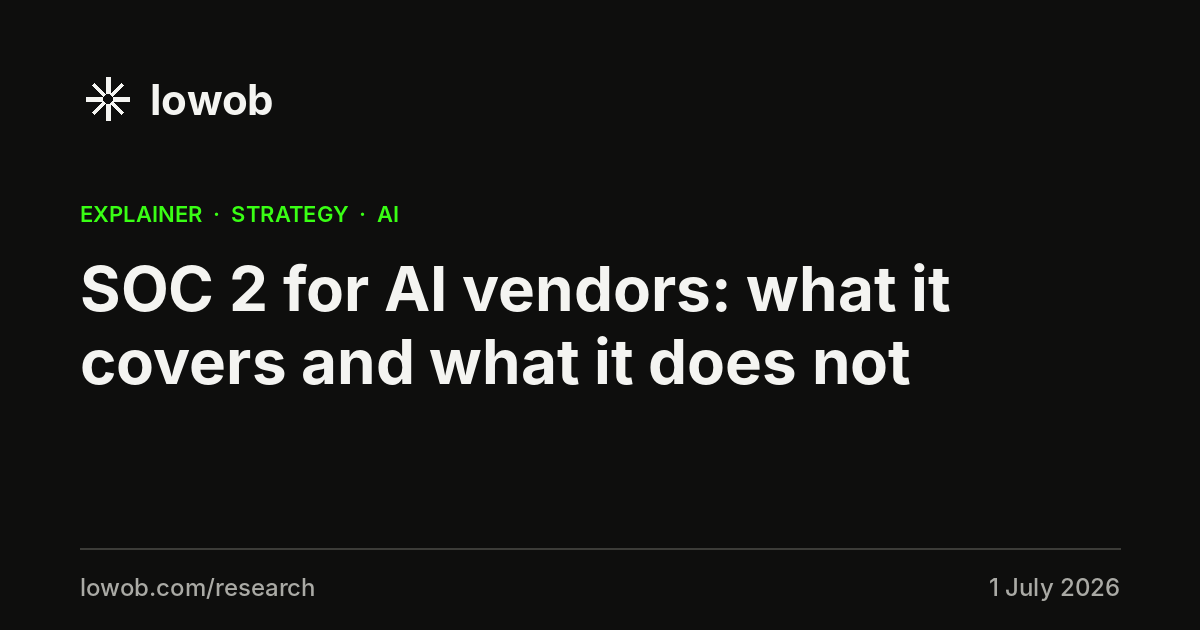 lowob
EXPLAINER · STRATEGY · AI
SOC 2 for AI vendors: what it
covers and what it does not
lowob.com/research
1 July 2026